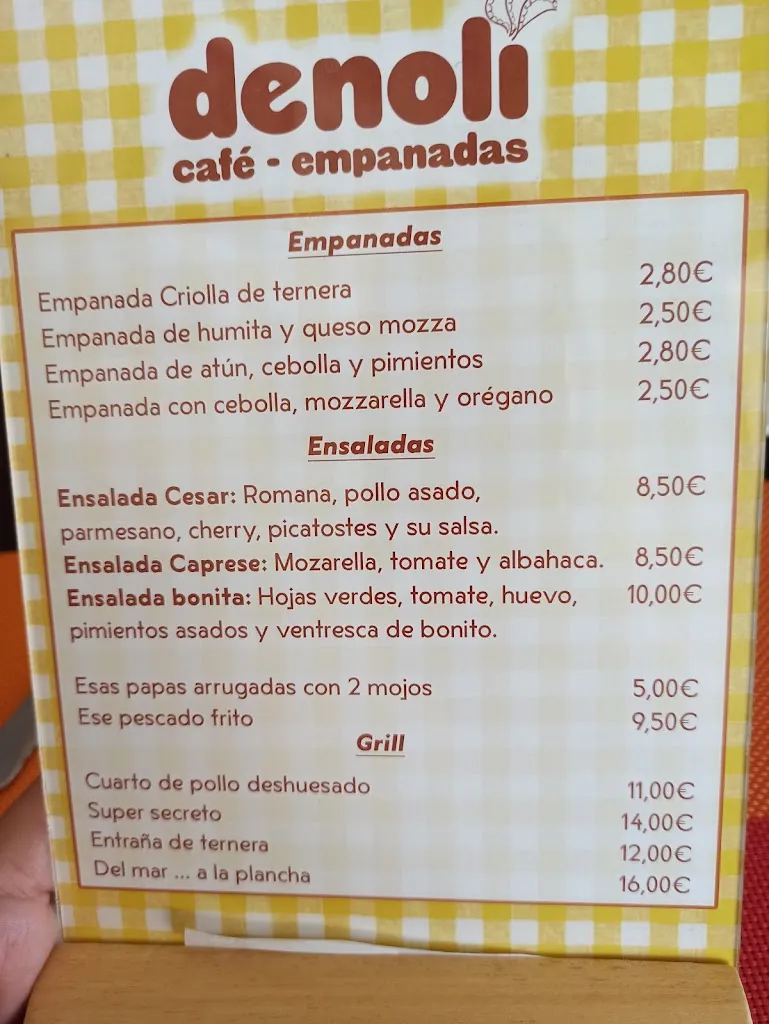 denoli
café - empanadas
Empanadas
Empanada Criolla de ternera 2,80€
Empanada de humita y queso mozza 2,50€
Empanada de atún, cebolla y pimientos 2,80€
Empanada con cebolla, mozzarella y orégano 2,50€
Ensaladas
Ensalada Cesar: Romana, pollo asado, 8,50€
parmesano, cherry, picatostes y su salsa.
Ensalada Caprese: Mozarella, tomate y albahaca. 8,50€
Ensalada bonita: Hojas verdes, tomate, huevo, 10,00€
pimientos asados y ventresca de bonito.
Esas papas arrugadas con 2 mojos 5,00€
Ese pescado frito 9,50€
Grill
Cuarto de pollo deshuesado 11,00€
Super secreto 14,00€
Entraña de ternera 12,00€
Del mar ... a la plancha 16,00€